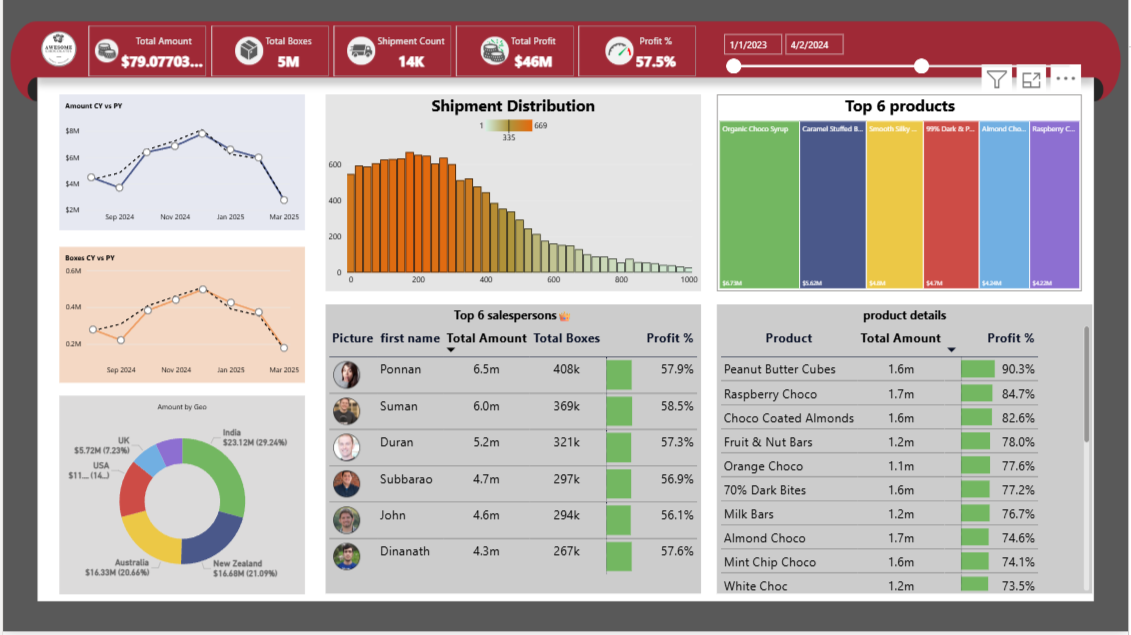 AWESOME
Total Amount
$79.07703...
Total Boxes
5M
Shipment Count
14K
Total Profit
$46M
Profit %
57.5%
1/1/2023
4/2/2024
Amount CY vs PY
$8M
$6M
$4M
$2M
Sep 2024 Nov 2024 Jan 2025 Mar 2025
Boxes CY vs PY
0.6M
0.4M
0.2M
Sep 2024 Nov 2024 Jan 2025 Mar 2025
Amount by Geo
India
$23.12M (29.24%)
UK
$5.72M (7.23%)
USA
$11... (14...)
Australia
$16.33M (20.66%)
New Zealand
$16.68M (21.09%)
Shipment Distribution
1 669
335
600
400
200
0
0 200 400 600 800 1000
Top 6 products
Organic Choco Syrup
Caramel Stuffed B...
Smooth Silky ...
99% Dark & P...
Almond Cho...
Raspberry C...
$6.73M
$5.62M
$4.8M
$4.7M
$4.24M
$4.22M
Top 6 salespersons
Picture first name Total Amount Total Boxes Profit %
Ponnan 6.5m 408k 57.9%
Suman 6.0m 369k 58.5%
Duran 5.2m 321k 57.3%
Subbarao 4.7m 297k 56.9%
John 4.6m 294k 56.1%
Dinanath 4.3m 267k 57.6%
product details
Product Total Amount Profit %
Peanut Butter Cubes 1.6m 90.3%
Raspberry Choco 1.7m 84.7%
Choco Coated Almonds 1.6m 82.6%
Fruit & Nut Bars 1.2m 78.0%
Orange Choco 1.1m 77.6%
70% Dark Bites 1.6m 77.2%
Milk Bars 1.2m 76.7%
Almond Choco 1.7m 74.6%
Mint Chip Choco 1.6m 74.1%
White Choc 1.2m 73.5%